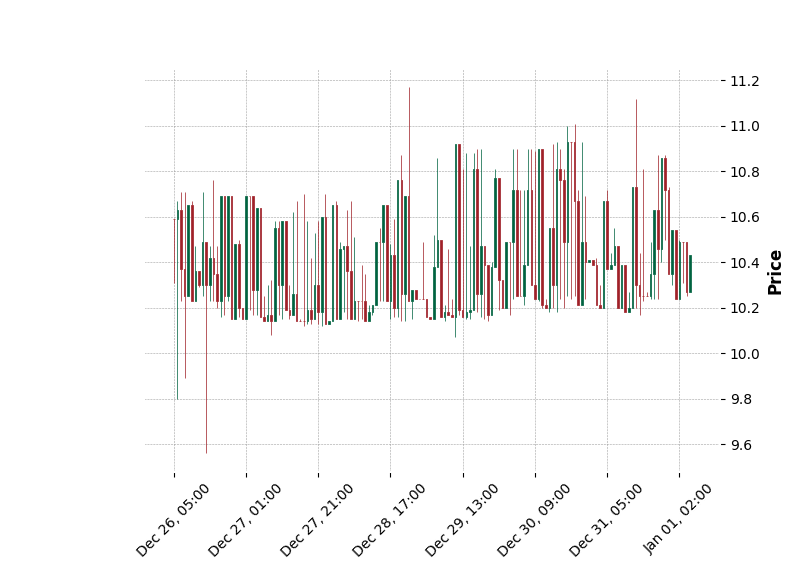 11.2
11.0
10.8
10.6
10.4
10.2
10.0
9.8
9.6
Price
Dec 26, 05:00
Dec 27, 01:00
Dec 27, 21:00
Dec 28, 17:00
Dec 29, 13:00
Dec 30, 09:00
Dec 31, 05:00
Jan 01, 02:00